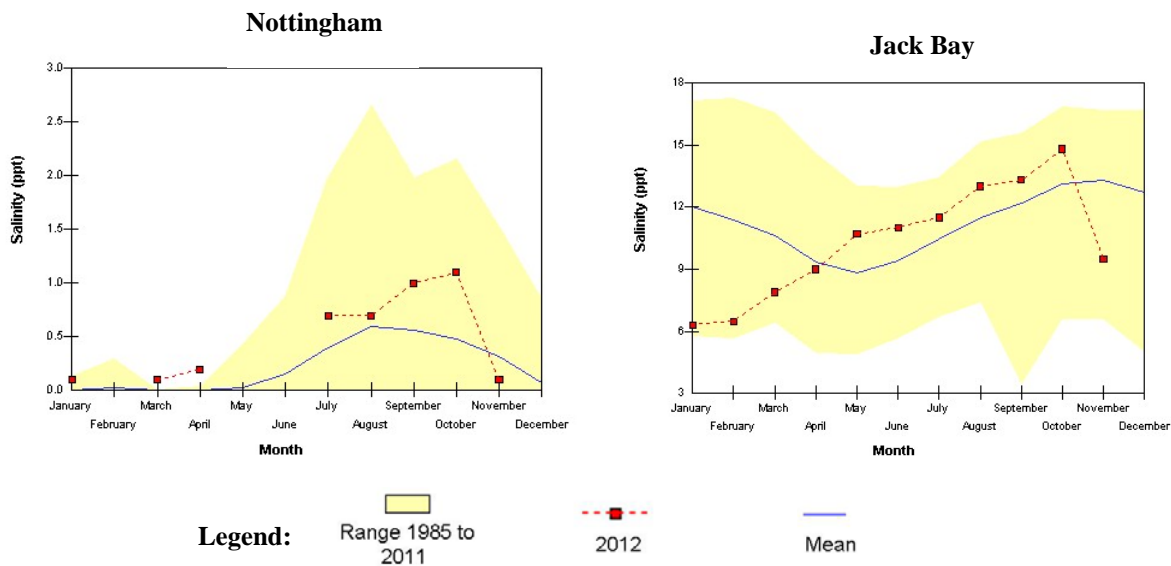 Nottingham
3.0
2.5
2.0
1.5
1.0
0.5
0.0
Salinity (ppt)
January
February
March
April
May
June
July
August
September
October
November
December
Month
Jack Bay
18
15
12
9
6
3
Salinity (ppt)
January
February
March
April
May
June
July
August
September
October
November
December
Month
Legend:
Range 1985 to
2011
2012
Mean